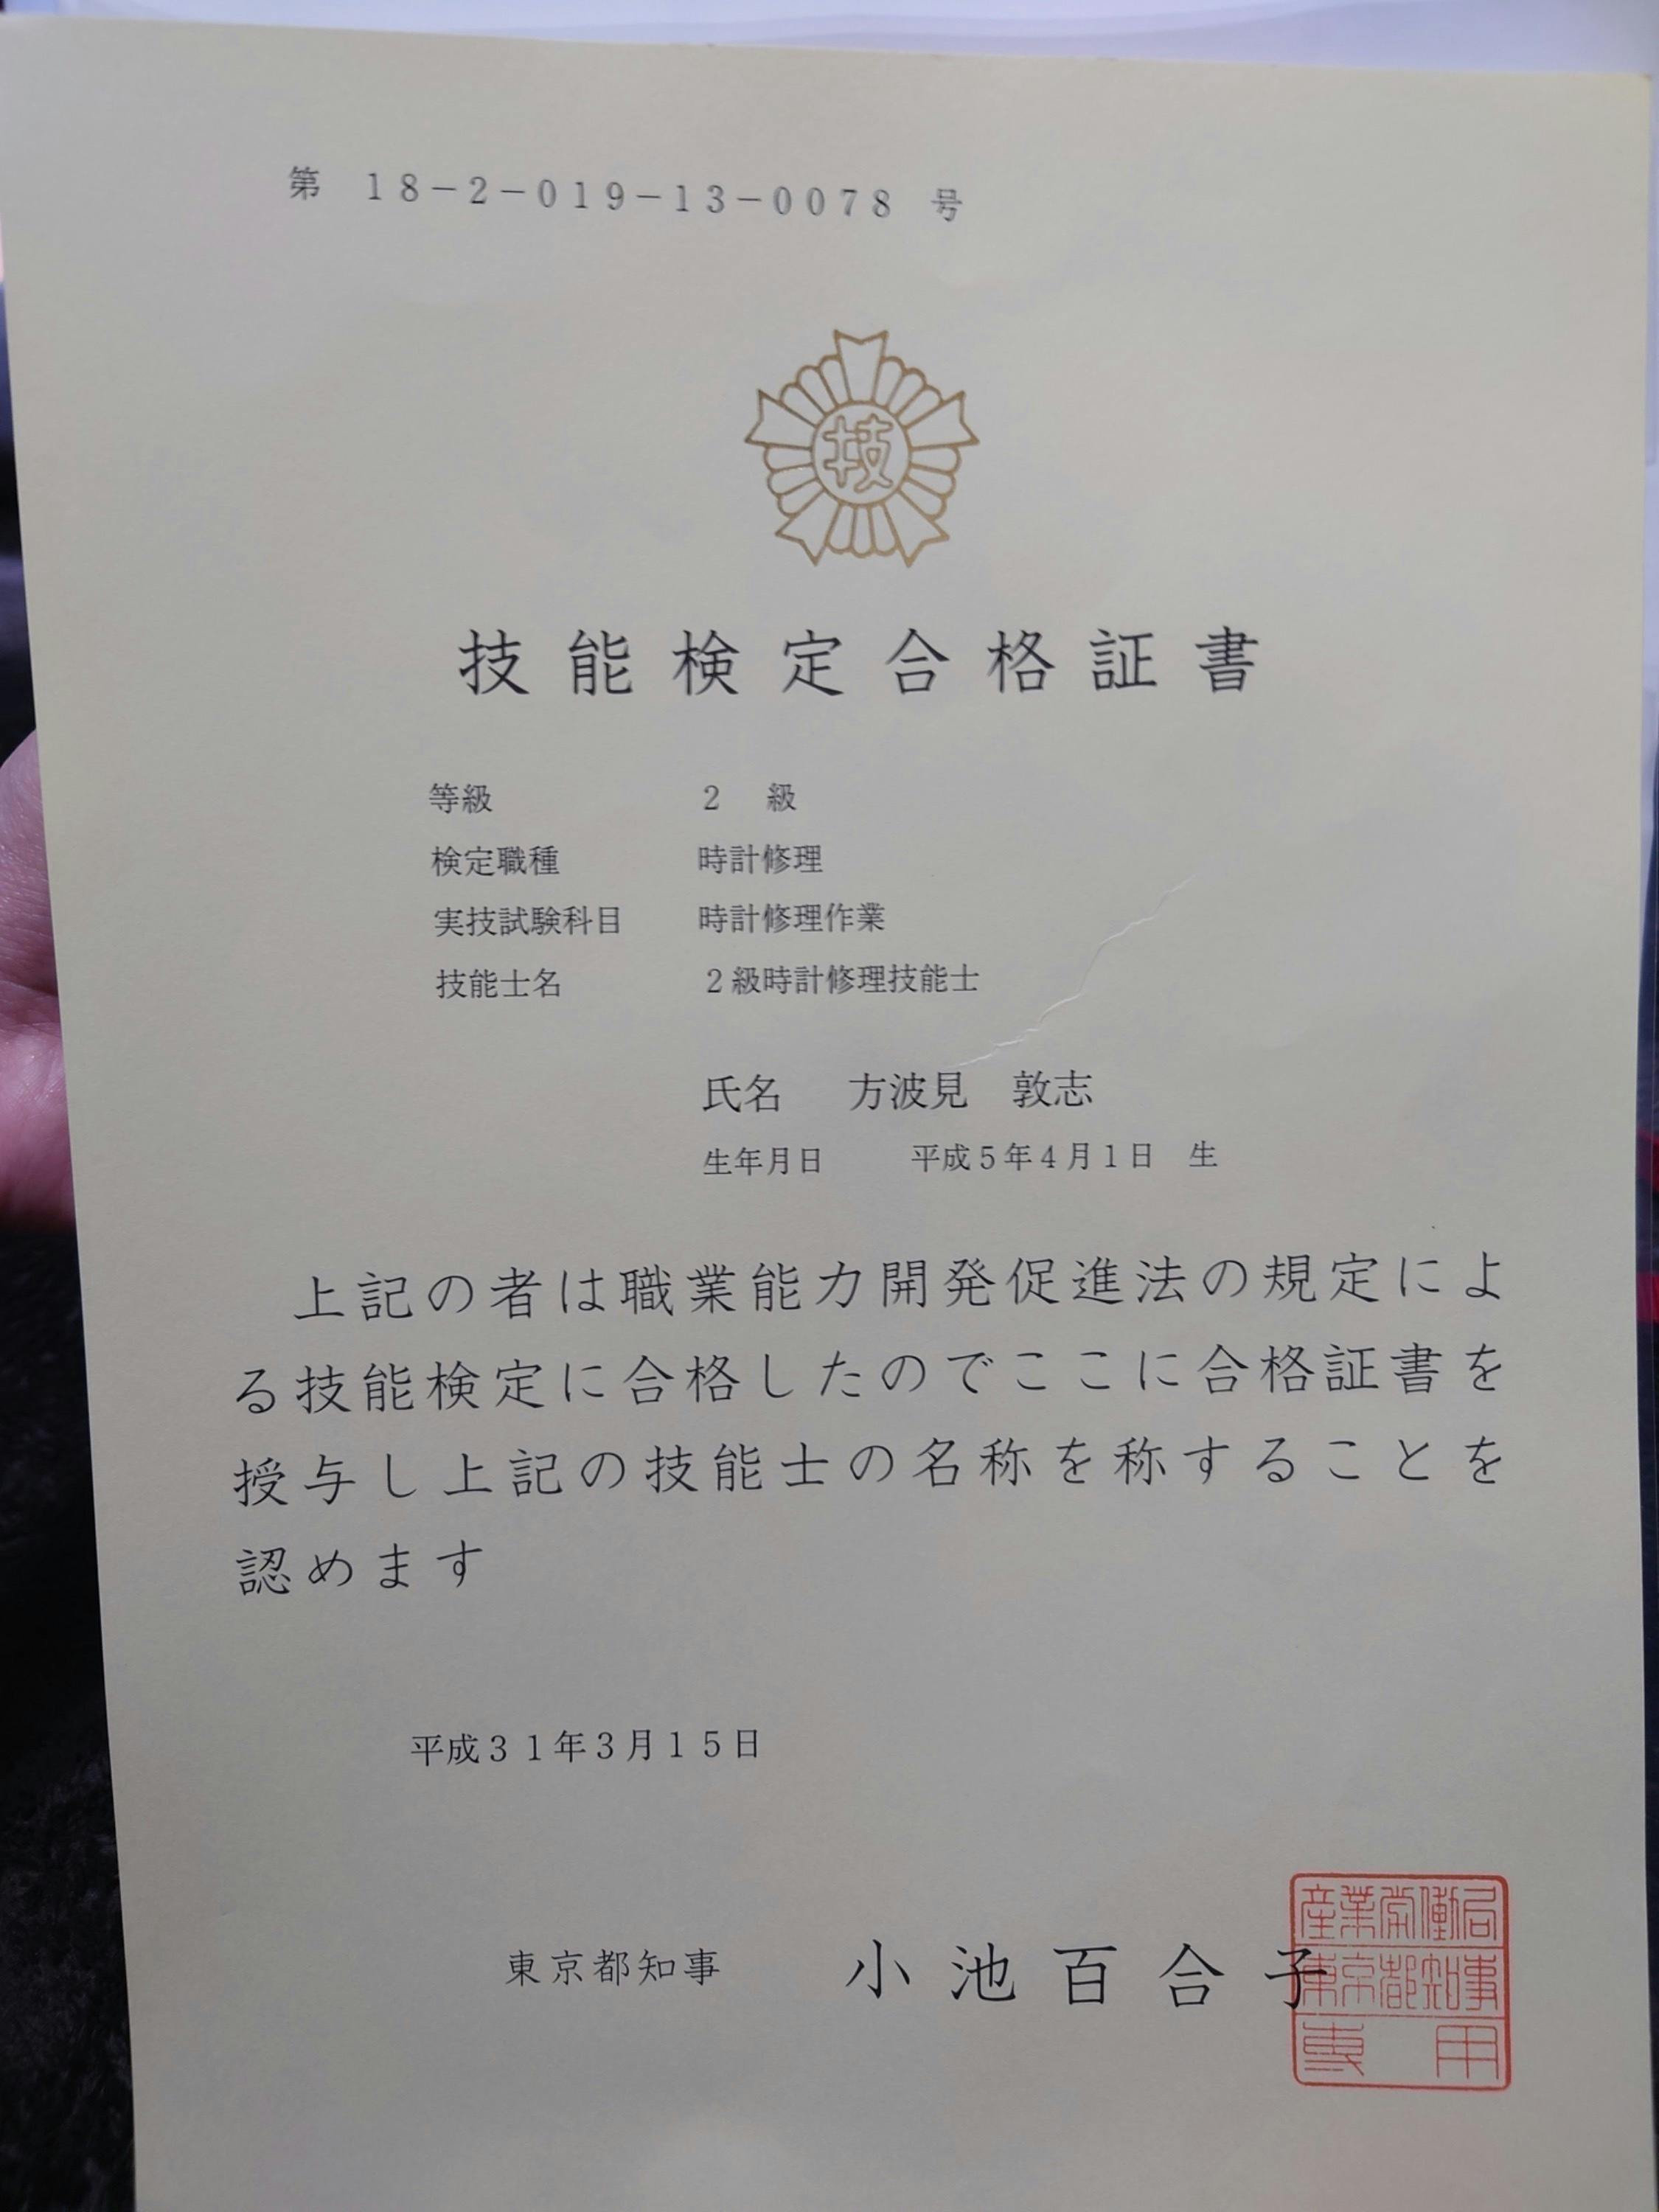 第 18-2-019-13-0078 号
技
技能検定合格証書
等級 2 級
検定職種 時計修理
実技試験科目 時計修理作業
技能士名 2級時計修理技能士
氏名 方波見 敦志
生年月日 平成5年4月1日 生
上記の者は職業能力開発促進法の規定によ
る技能検定に合格したのでここに合格証書を
授与し上記の技能士の名称を称することを
認めます
平成31年3月15日
東京都知事 小池百合子
産業労働局
東京都知事
専用